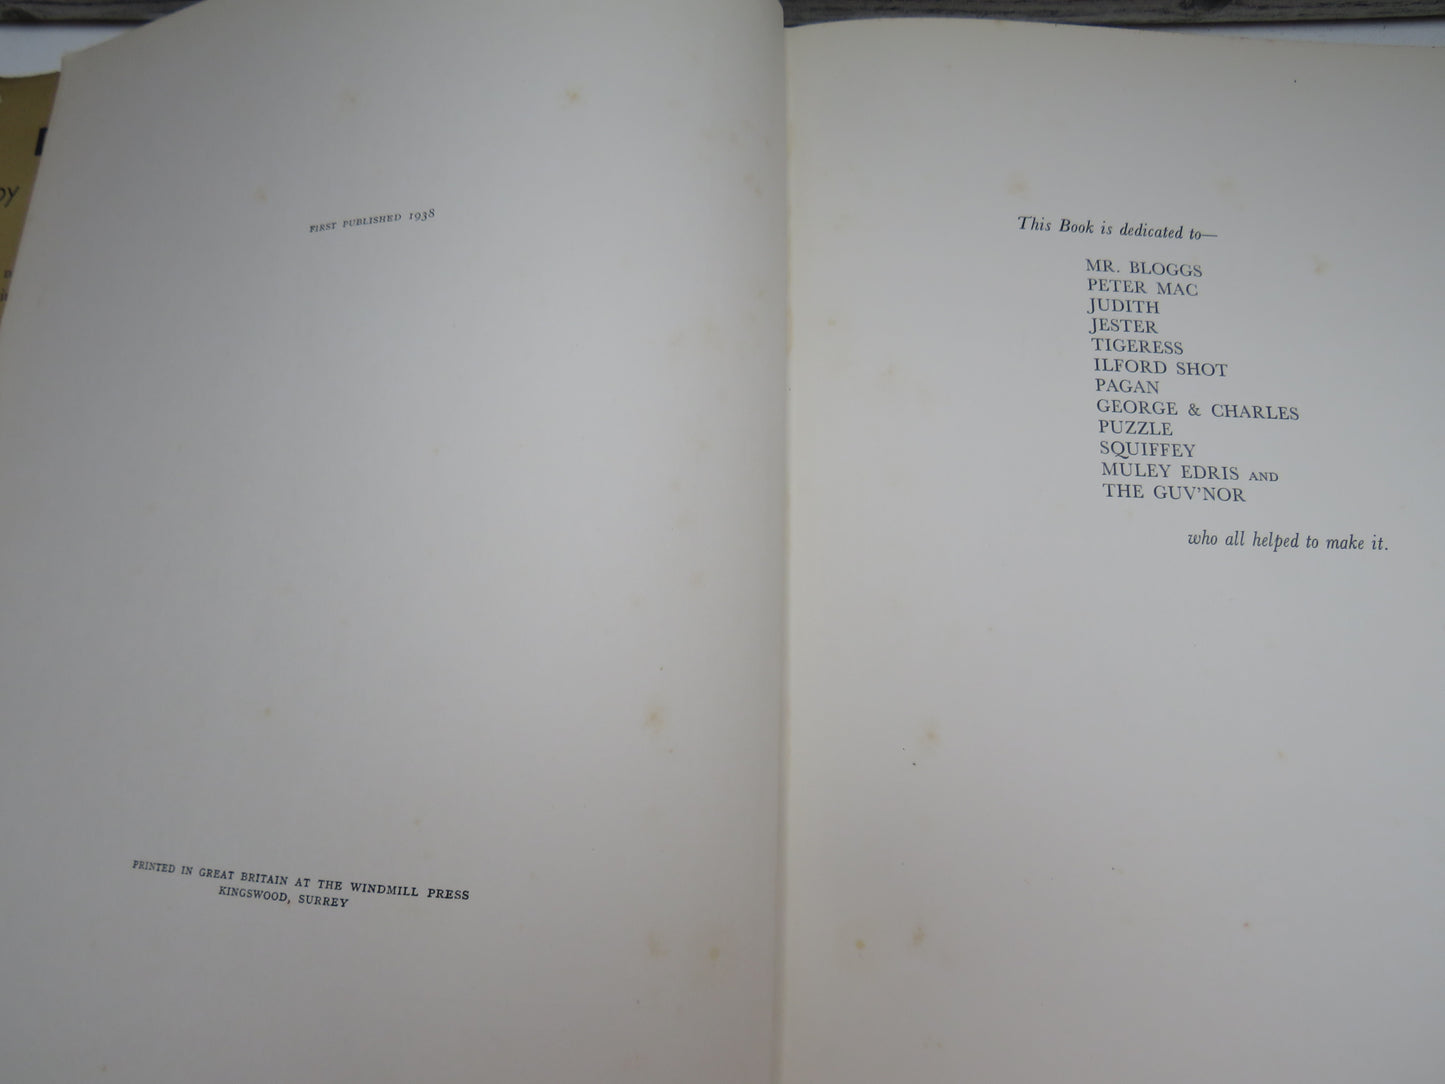 FIRST PUBLISHED 1938
PRINTED IN GREAT BRITAIN AT THE WINDMILL PRESS
KINGSWOOD, SURREY
This Book is dedicated to—
MR. BLOGGS
PETER MAC
JUDITH
JESTER
TIGERESS
ILFORD SHOT
PAGAN
GEORGE & CHARLES
PUZZLE
SQUIFFEY
MULEY EDRIS AND
THE GUV'NOR
who all helped to make it.